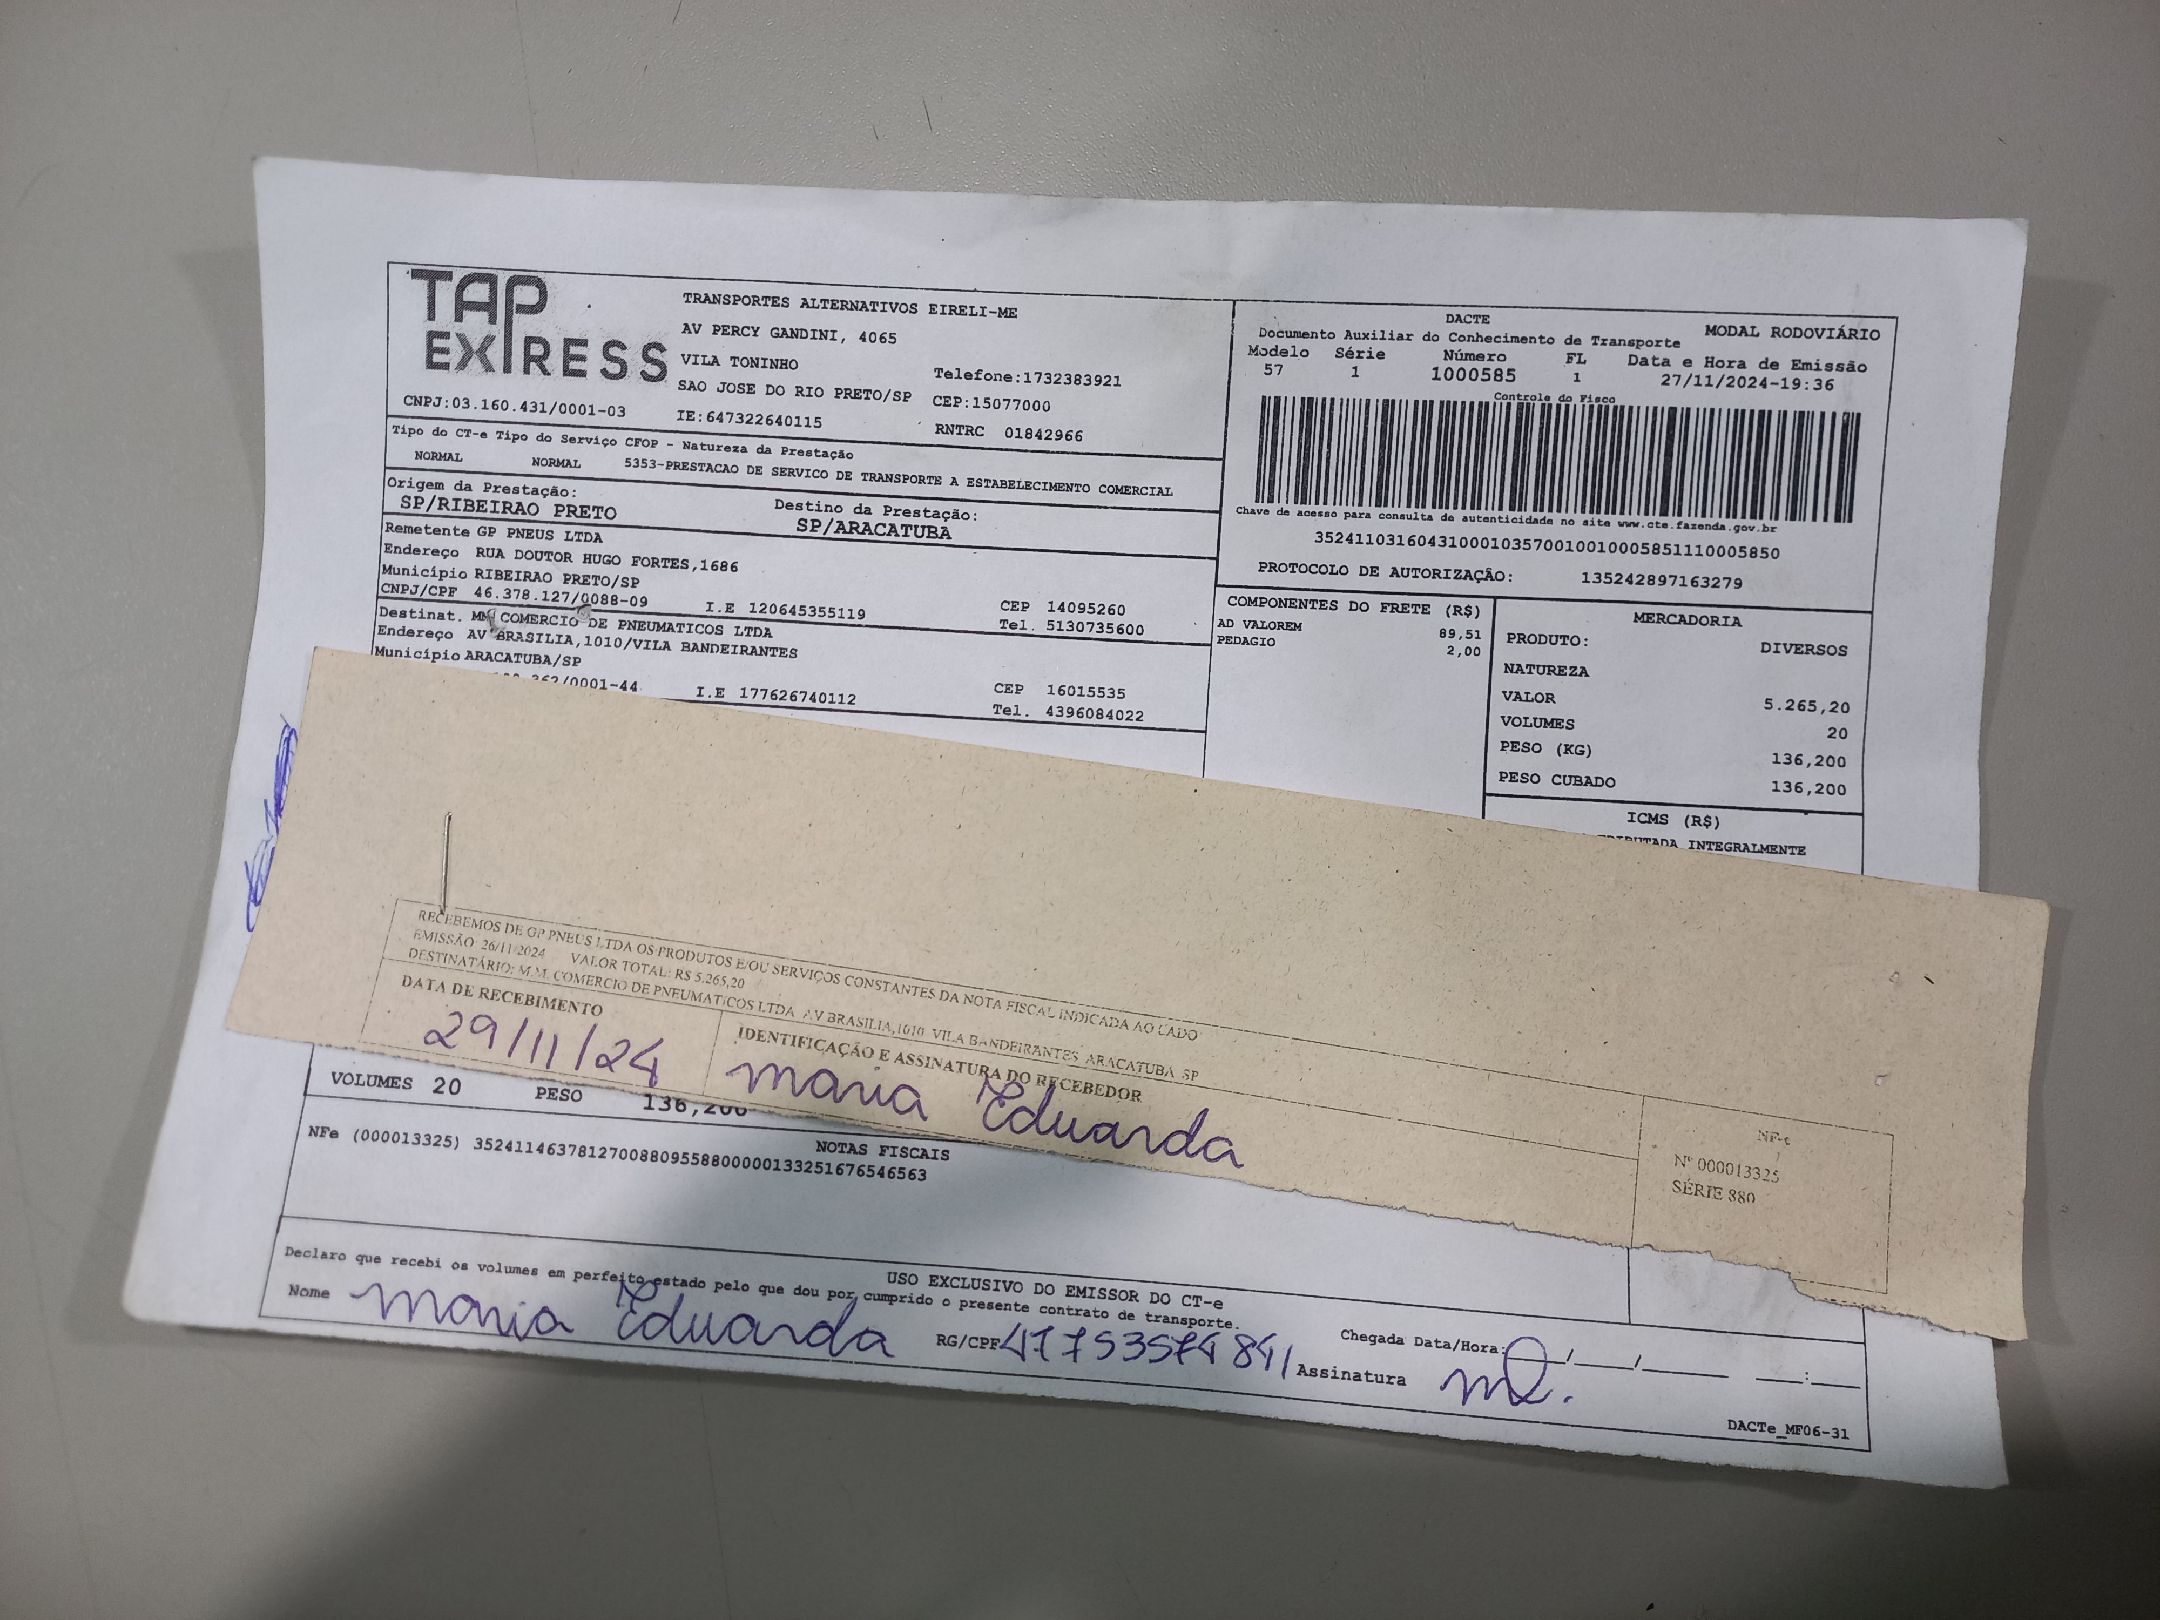 TAP
EXPRESS
TRANSPORTES ALTERNATIVOS EIRELI-ME
AV PERCY GANDINI, 4065
VILA TONINHO
Telefone:1732383921
SAO JOSE DO RIO PRETO/SP CEP:15077000
CNPJ:03.160.431/0001-03 IE:647322640115 RNTRC 01842966
DACTE
Documento Auxiliar do Conhecimento de Transporte MODAL RODOVIÁRIO
Modelo Série Número FL Data e Hora de Emissão
57 1 1000585 1 27/11/2024-19:36
Controle do Fisco
Chave de acesso para consulta de autenticidade no site www.cte.fazenda.gov.br
35241103160431000103570010010005851110005850
PROTOCOLO DE AUTORIZAÇÃO: 135242897163279
Tipo do CT-e Tipo do Serviço CFOP - Natureza da Prestação
NORMAL NORMAL 5353-PRESTACAO DE SERVICO DE TRANSPORTE A ESTABELECIMENTO COMERCIAL
Origem da Prestação: Destino da Prestação:
SP/RIBEIRAO PRETO SP/ARACATUBA
Remetente GP PNEUS LTDA
Endereço RUA DOUTOR HUGO FORTES,1686
Município RIBEIRAO PRETO/SP CEP 14095260
CNPJ/CPF 46.378.127/0088-09 I.E 120645355119 Tel. 5130735600
Destinat. MM COMERCIO DE PNEUMATICOS LTDA
Endereço AV BRASILIA,1010/VILA BANDEIRANTES
Município ARACATUBA/SP CEP 16015535
362/0001-44 I.E 177626740112 Tel. 4396084022
COMPONENTES DO FRETE (R$)
AD VALOREM 89,51
PEDAGIO 2,00
MERCADORIA
PRODUTO: DIVERSOS
NATUREZA
VALOR 5.265,20
VOLUMES 20
PESO (KG) 136,200
PESO CUBADO 136,200
ICMS (R$)
INTEGRALMENTE
RECEBEMOS DE GP PNEUS LTDA OS PRODUTOS E/OU SERVIÇOS CONSTANTES DA NOTA FISCAL INDICADA AO LADO
EMISSÃO: 26/11/2024 VALOR TOTAL: R$ 5.265,20
DESTINATÁRIO: M.M. COMERCIO DE PNEUMATICOS LTDA AV BRASILIA,1010 VILA BANDEIRANTES ARACATUBA SP
DATA DE RECEBIMENTO IDENTIFICAÇÃO E ASSINATURA DO RECEBEDOR
29/11/24 Maria Eduarda
NF-e
Nº 000013325
SÉRIE 880
VOLUMES 20 PESO 136,200
NOTAS FISCAIS
NFe (000013325) 35241146378127008809558800000133251676546563
USO EXCLUSIVO DO EMISSOR DO CT-e
Declaro que recebi os volumes em perfeito estado pelo que dou por cumprido o presente contrato de transporte.
Nome Maria Eduarda RG/CPF 47753574841 Assinatura Chegada Data/Hora: / / :
DACTe_MF06-31